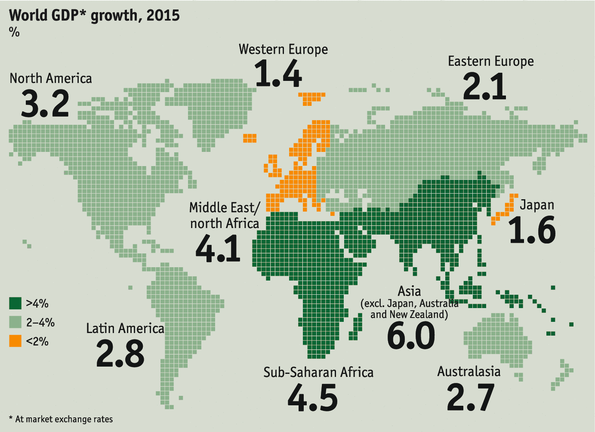 World GDP* growth, 2015
%
Western Europe
1.4
Eastern Europe
2.1
North America
3.2
Middle East/
north Africa
4.1
Japan
1.6
Asia
(excl. Japan, Australia
and New Zealand)
6.0
>4%
2–4%
<2%
Latin America
2.8
Sub-Saharan Africa
4.5
Australasia
2.7
* At market exchange rates